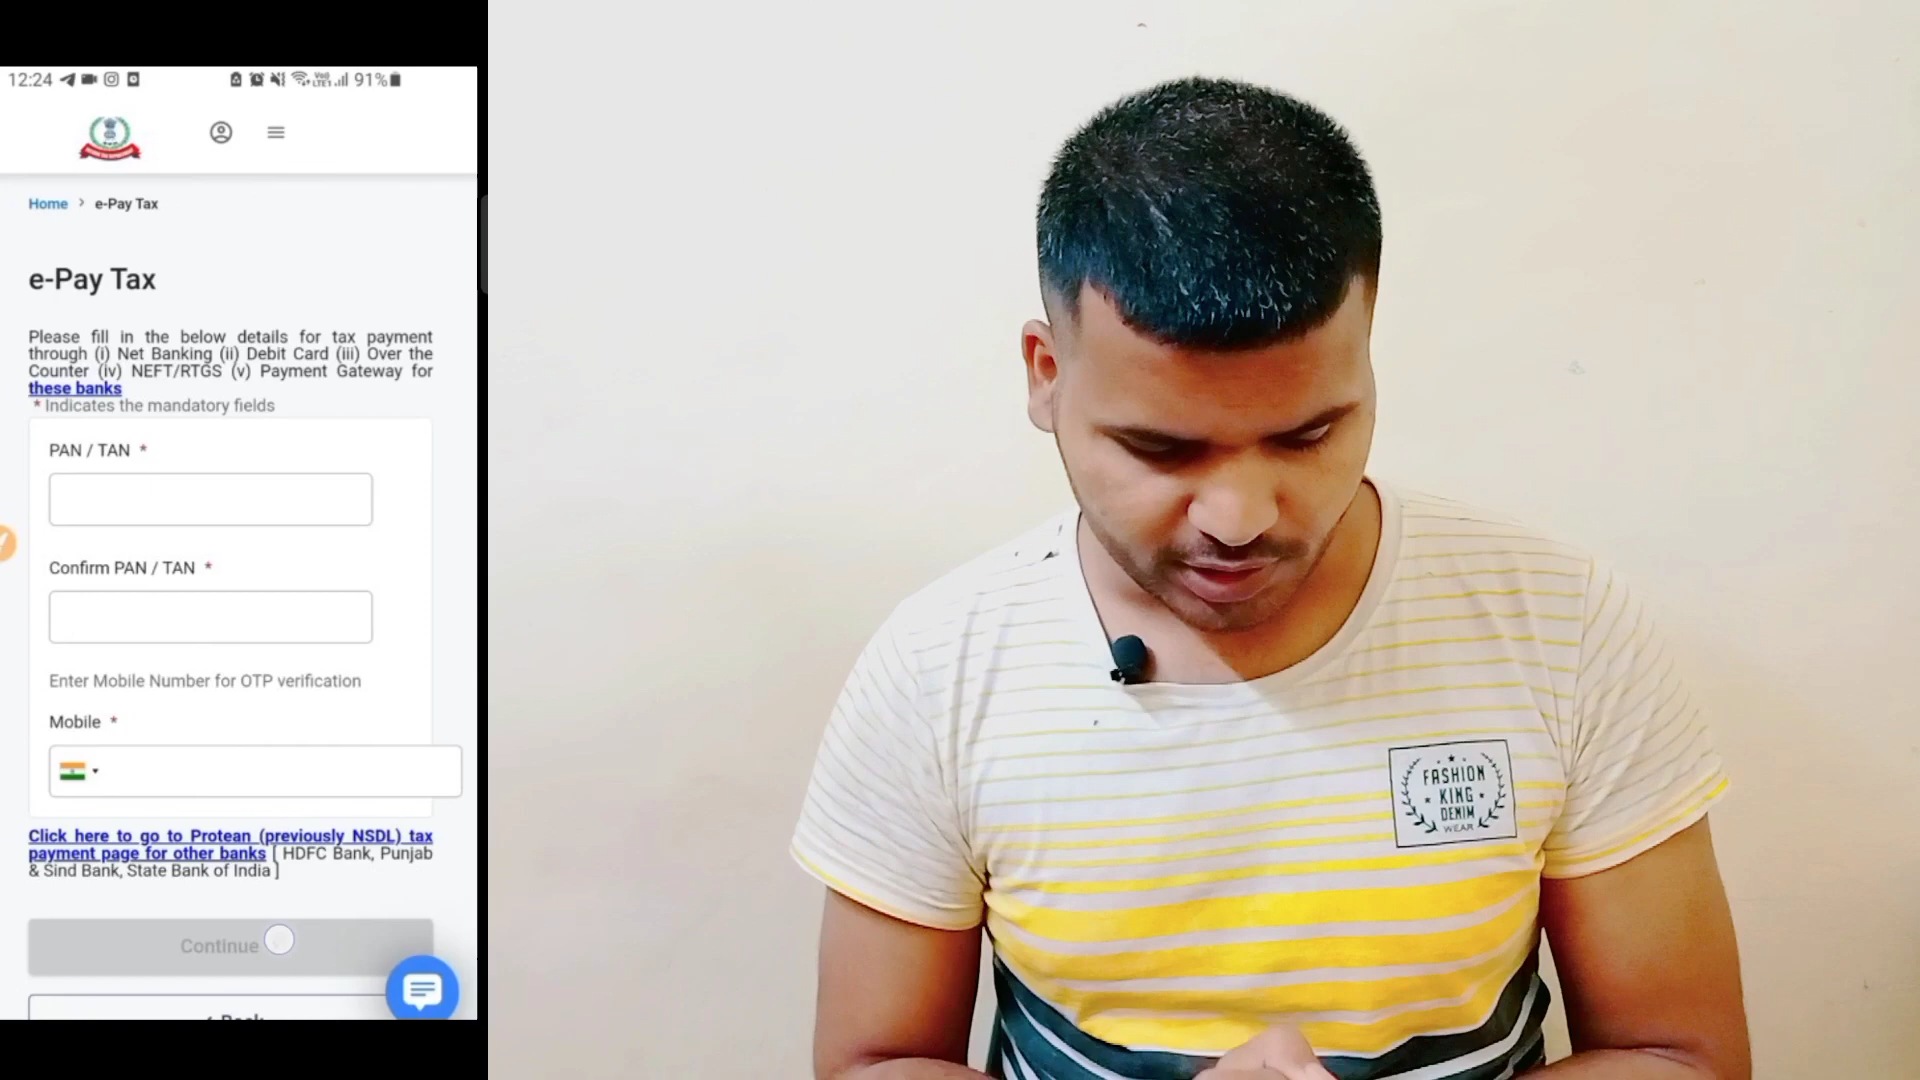 12:24
91%
Home > e-Pay Tax
e-Pay Tax
Please fill in the below details for tax payment
through (i) Net Banking (ii) Debit Card (iii) Over the
Counter (iv) NEFT/RTGS (v) Payment Gateway for
these banks
* Indicates the mandatory fields
PAN / TAN *
Confirm PAN / TAN *
Enter Mobile Number for OTP verification
Mobile *
Click here to go to Protean (previously NSDL) tax
payment page for other banks [ HDFC Bank, Punjab
& Sind Bank, State Bank of India ]
Continue
Back
FASHION
KING
DENIM
WEAR